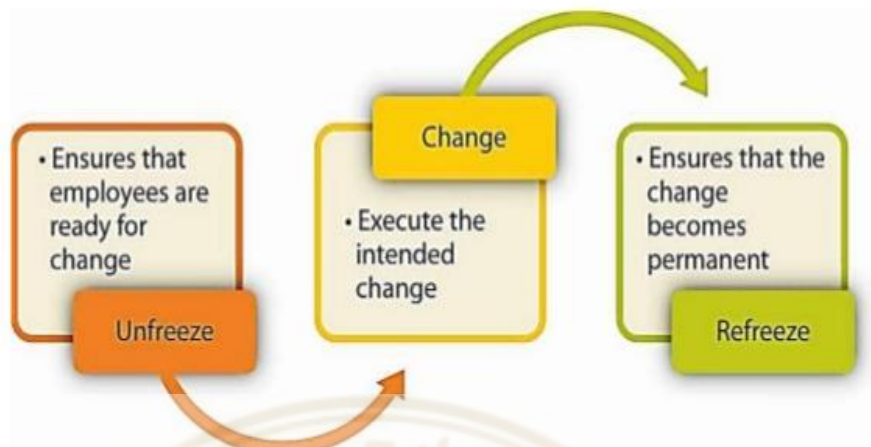 • Ensures that
employees are
ready for
change
Unfreeze
Change
• Execute the
intended
change
• Ensures that the
change
becomes
permanent
Refreeze